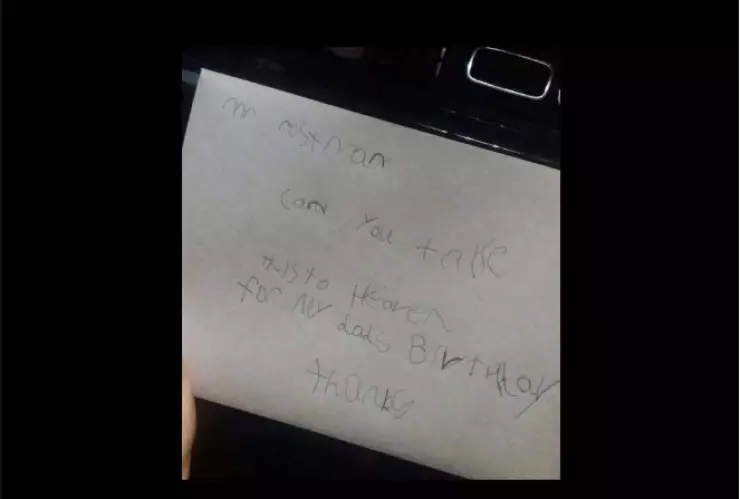 Mr Postman
Can You take
this to Heaven
for My dads Birthday
thanks